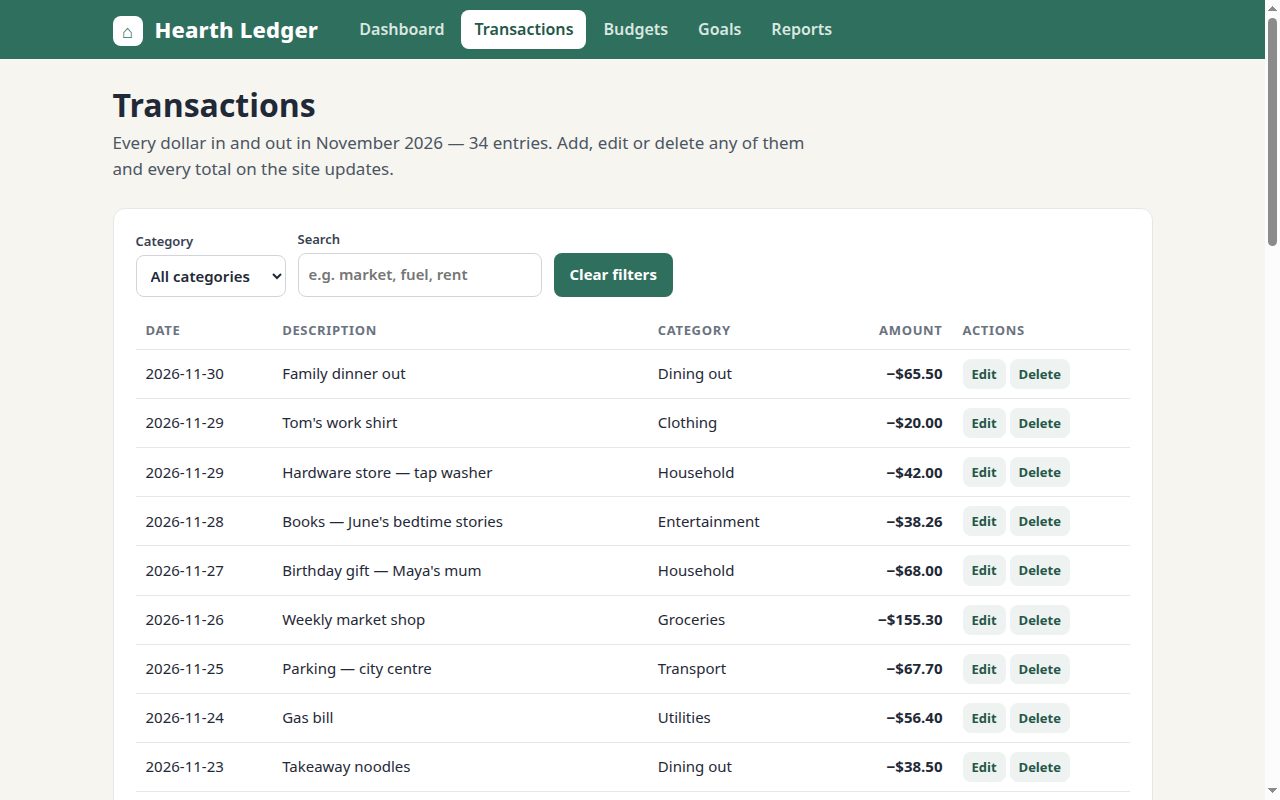 Hearth Ledger Dashboard Transactions Budgets Goals Reports
Transactions
Every dollar in and out in November 2026 — 34 entries. Add, edit or delete any of them
and every total on the site updates.
Category Search
All categories e.g. market, fuel, rent Clear filters
DATE DESCRIPTION CATEGORY AMOUNT ACTIONS
2026-11-30 Family dinner out Dining out −$65.50 Edit Delete
2026-11-29 Tom's work shirt Clothing −$20.00 Edit Delete
2026-11-29 Hardware store — tap washer Household −$42.00 Edit Delete
2026-11-28 Books — June's bedtime stories Entertainment −$38.26 Edit Delete
2026-11-27 Birthday gift — Maya's mum Household −$68.00 Edit Delete
2026-11-26 Weekly market shop Groceries −$155.30 Edit Delete
2026-11-25 Parking — city centre Transport −$67.70 Edit Delete
2026-11-24 Gas bill Utilities −$56.40 Edit Delete
2026-11-23 Takeaway noodles Dining out −$38.50 Edit Delete